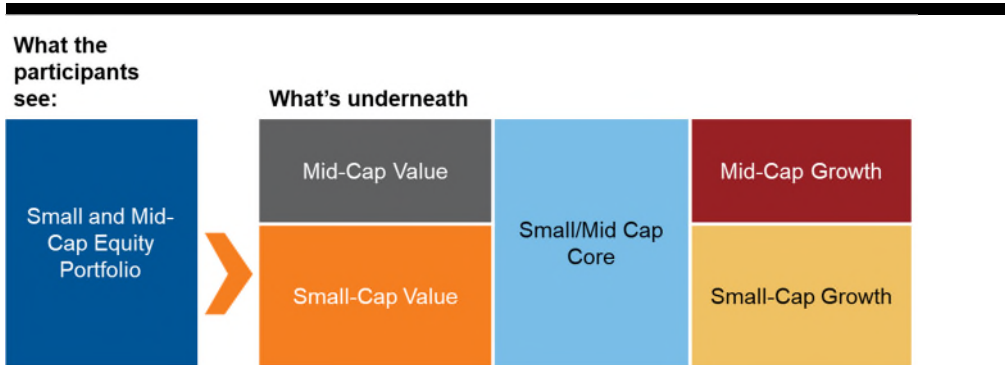 What the
participants
see:
What's underneath
Small and Mid-
Cap Equity
Portfolio
Mid-Cap Value
Small-Cap Value
Small/Mid Cap
Core
Mid-Cap Growth
Small-Cap Growth